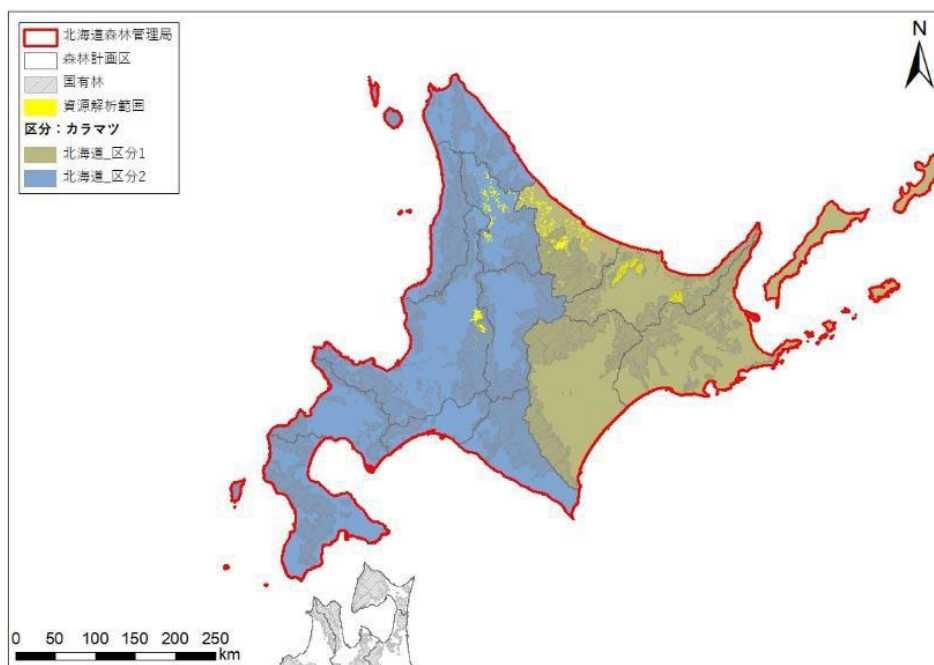 北海道森林管理局
森林計画区
国有林
資源解析範囲
区分：カラマツ
北海道_区分1
北海道_区分2
N
0 50 100 150 200 250
km